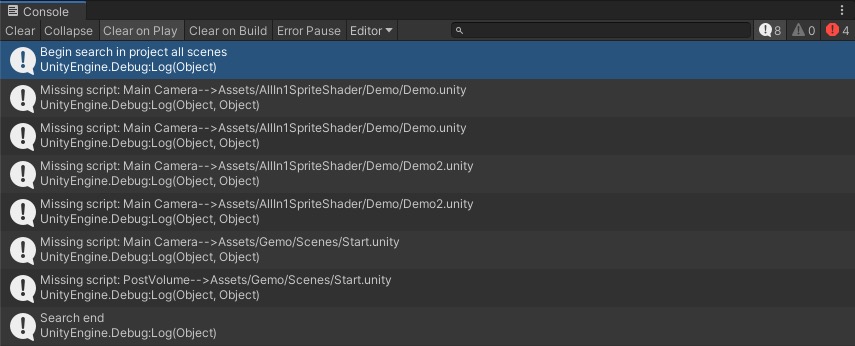 Console
Clear Collapse Clear on Play Clear on Build Error Pause Editor 8 0 4
Begin search in project all scenes
UnityEngine.Debug:Log(Object)
Missing script: Main Camera-->Assets/AllIn1SpriteShader/Demo/Demo.unity
UnityEngine.Debug:Log(Object, Object)
Missing script: Main Camera-->Assets/AllIn1SpriteShader/Demo/Demo.unity
UnityEngine.Debug:Log(Object, Object)
Missing script: Main Camera-->Assets/AllIn1SpriteShader/Demo/Demo2.unity
UnityEngine.Debug:Log(Object, Object)
Missing script: Main Camera-->Assets/AllIn1SpriteShader/Demo/Demo2.unity
UnityEngine.Debug:Log(Object, Object)
Missing script: Main Camera-->Assets/Gemo/Scenes/Start.unity
UnityEngine.Debug:Log(Object, Object)
Missing script: PostVolume-->Assets/Gemo/Scenes/Start.unity
UnityEngine.Debug:Log(Object, Object)
Search end
UnityEngine.Debug:Log(Object)